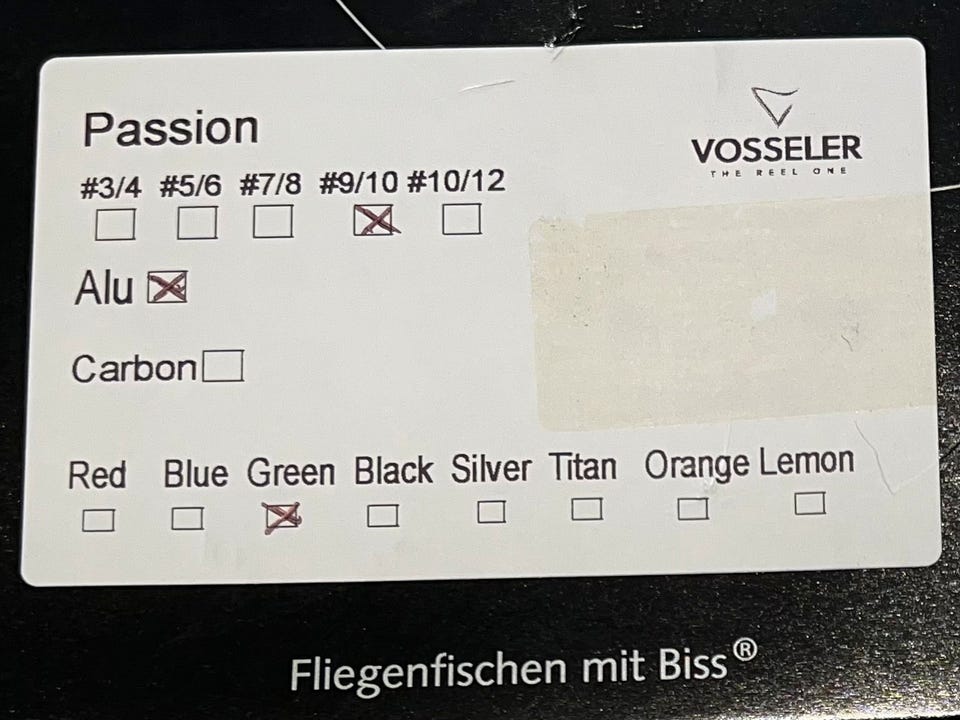 Passion
VOSSELER
THE REEL ONE
#3/4 #5/6 #7/8 #9/10 #10/12
Alu
Carbon
Red Blue Green Black Silver Titan Orange Lemon
Fliegenfischen mit Biss®